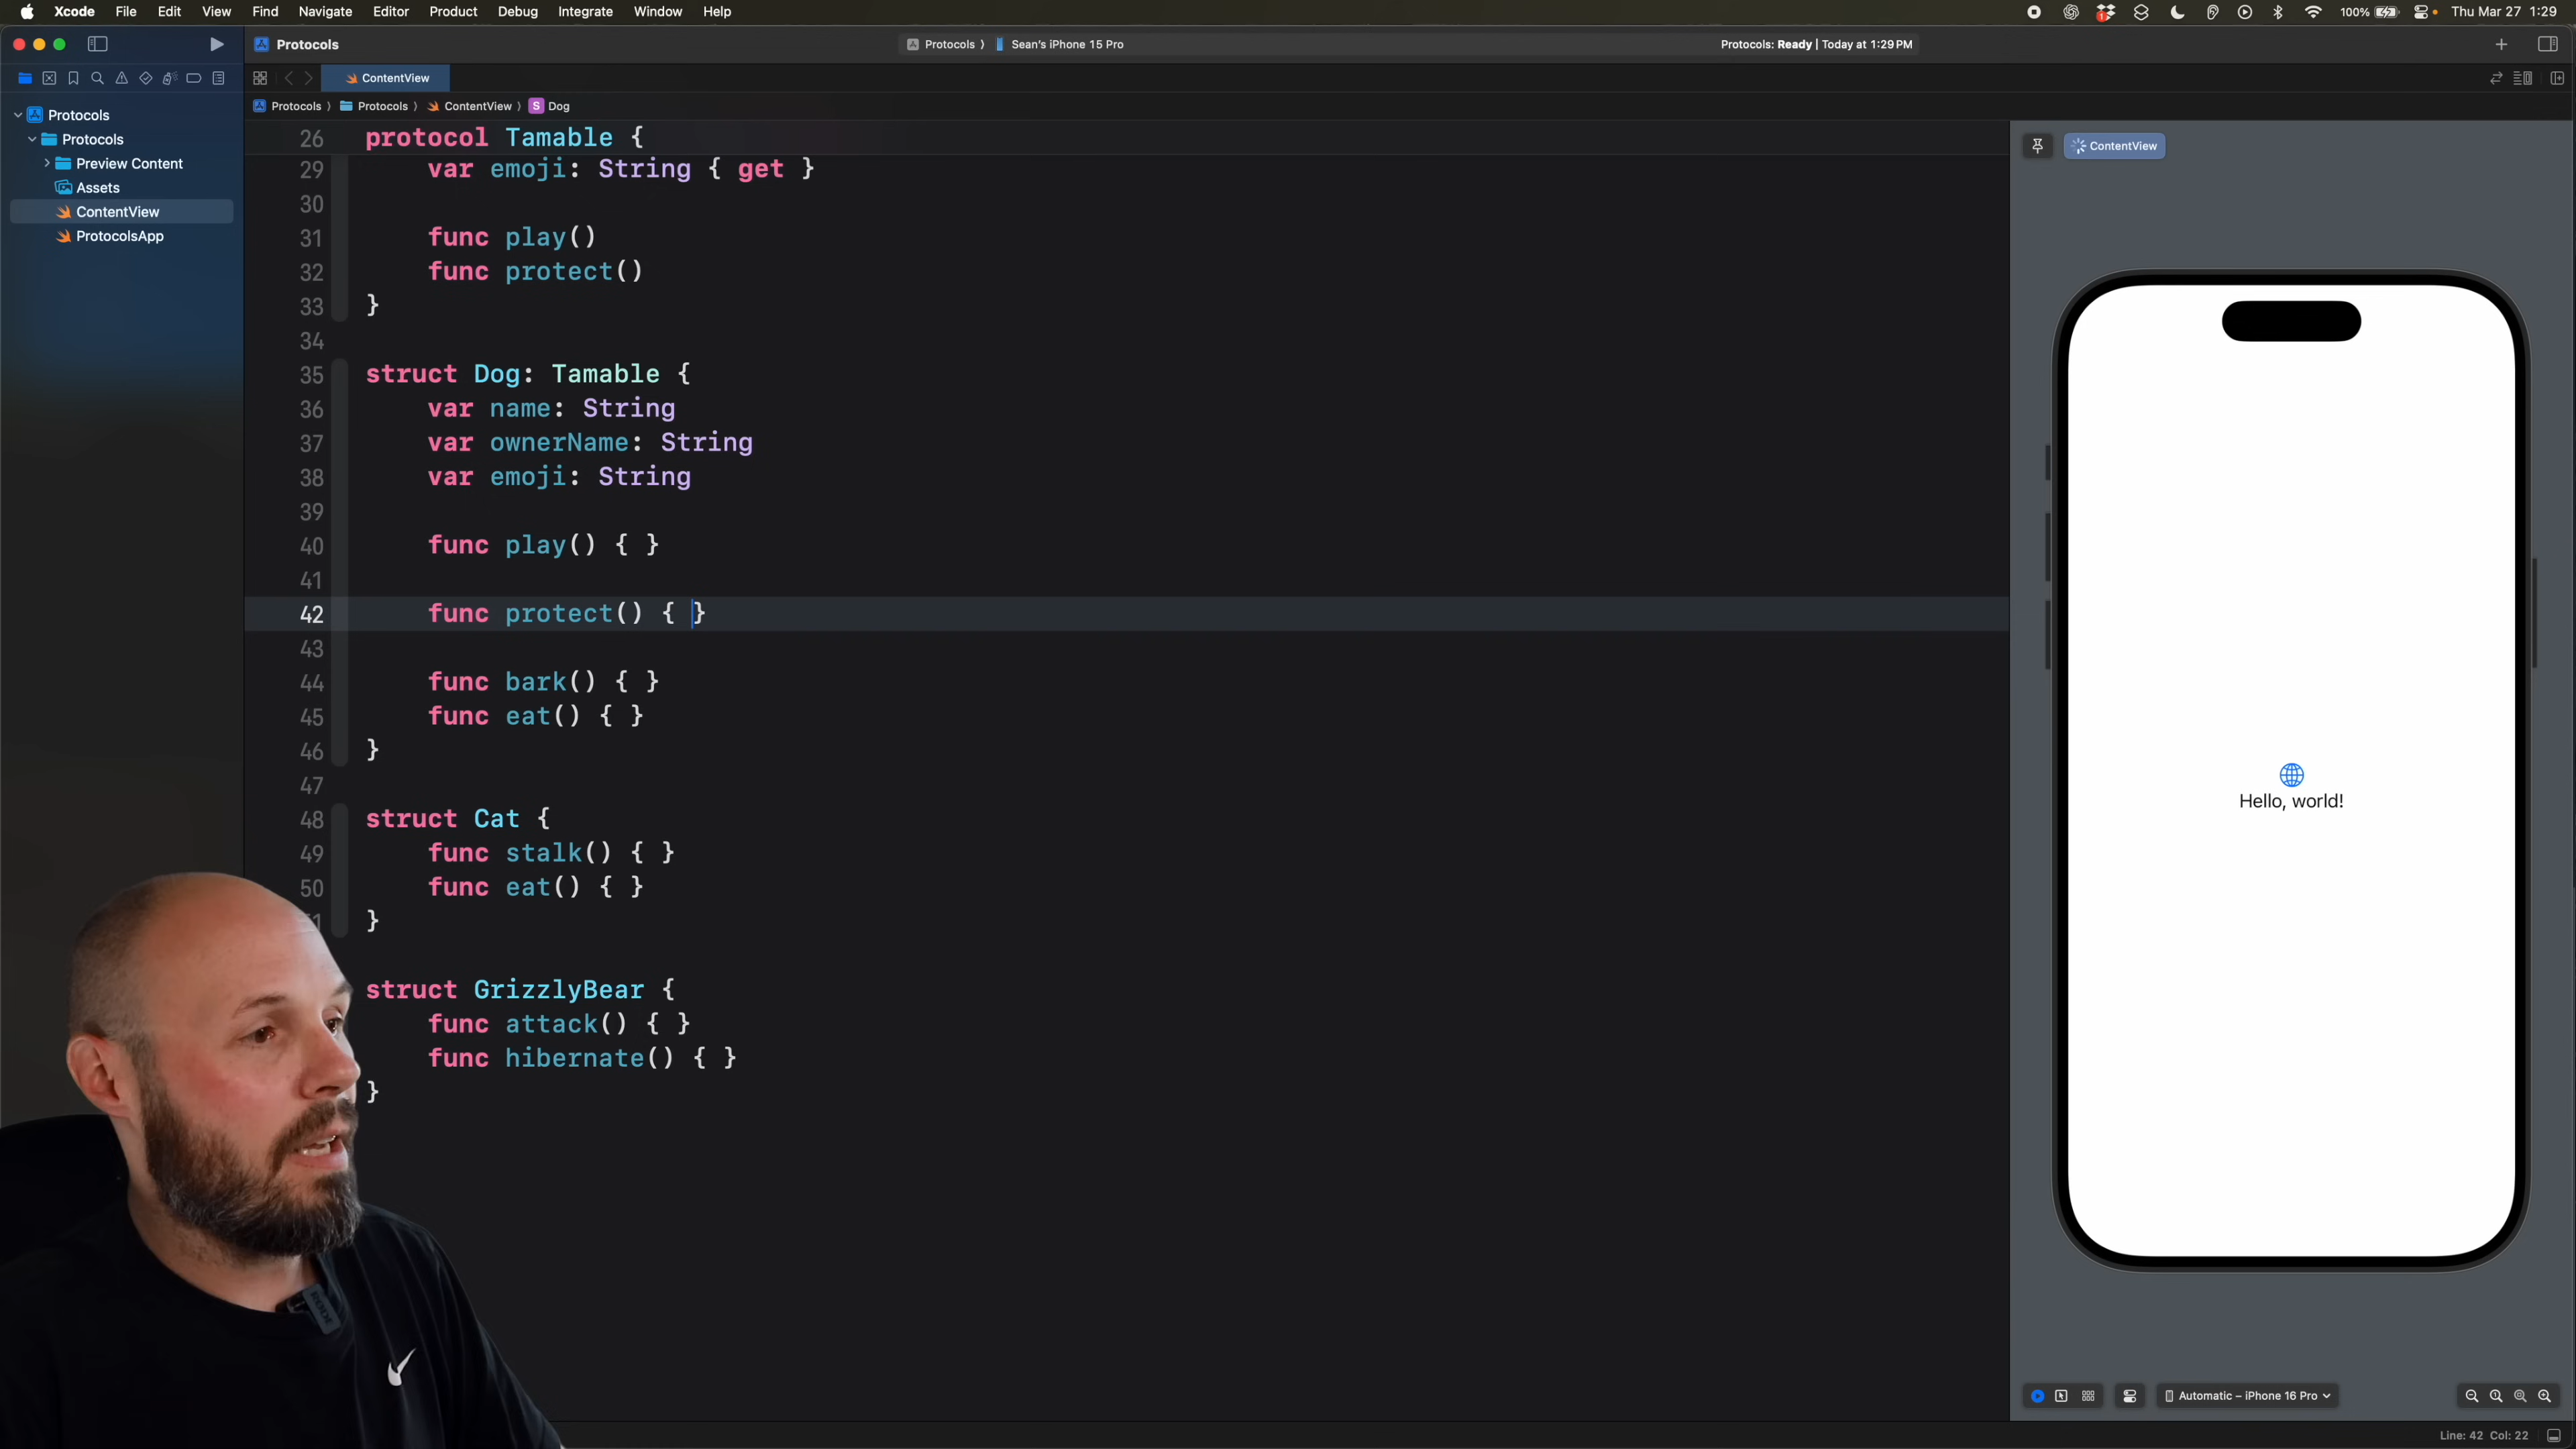 Xcode File Edit View Find Navigate Editor Product Debug Integrate Window Help
100% Thu Mar 27 1:29
Protocols
Protocols 〉 Sean's iPhone 15 Pro
Protocols: Ready | Today at 1:29 PM
ContentView
Protocols 〉 Protocols 〉 ContentView 〉 S Dog
Protocols
Protocols
Preview Content
Assets
ContentView
ProtocolsApp
26 protocol Tamable {
29 var emoji: String { get }
30
31 func play()
32 func protect()
33 }
34
35 struct Dog: Tamable {
36 var name: String
37 var ownerName: String
38 var emoji: String
39
40 func play() { }
41
42 func protect() { }
43
44 func bark() { }
45 func eat() { }
46 }
47
48 struct Cat {
49 func stalk() { }
50 func eat() { }
}
struct GrizzlyBear {
func attack() { }
func hibernate() { }
}
ContentView
Hello, world!
Automatic – iPhone 16 Pro
Line: 42 Col: 22
RODE